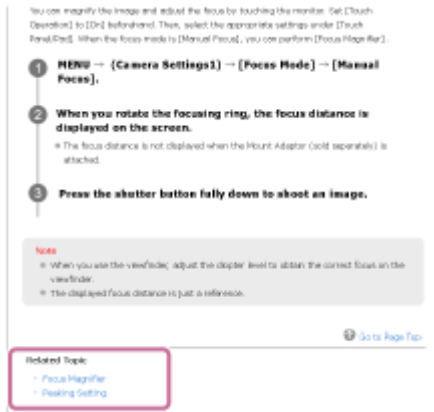 You can magnify the image and adjust the focus by touching the monitor. Set [Touch
Operation] to [On] beforehand. Then, select the appropriate settings under [Touch
Panel/Pad]. When the focus mode is [Manual Focus], you can perform [Focus Magnifier].
1 MENU → (Camera Settings1) → [Focus Mode] → [Manual
Focus].
2 When you rotate the focusing ring, the focus distance is
displayed on the screen.
The focus distance is not displayed when the Mount Adaptor (sold separately) is
attached.
3 Press the shutter button fully down to shoot an image.
Note
When you use the viewfinder, adjust the diopter level to obtain the correct focus on the
viewfinder.
The displayed focus distance is just a reference.
Go to Page Top
Related Topic
Focus Magnifier
Peaking Setting